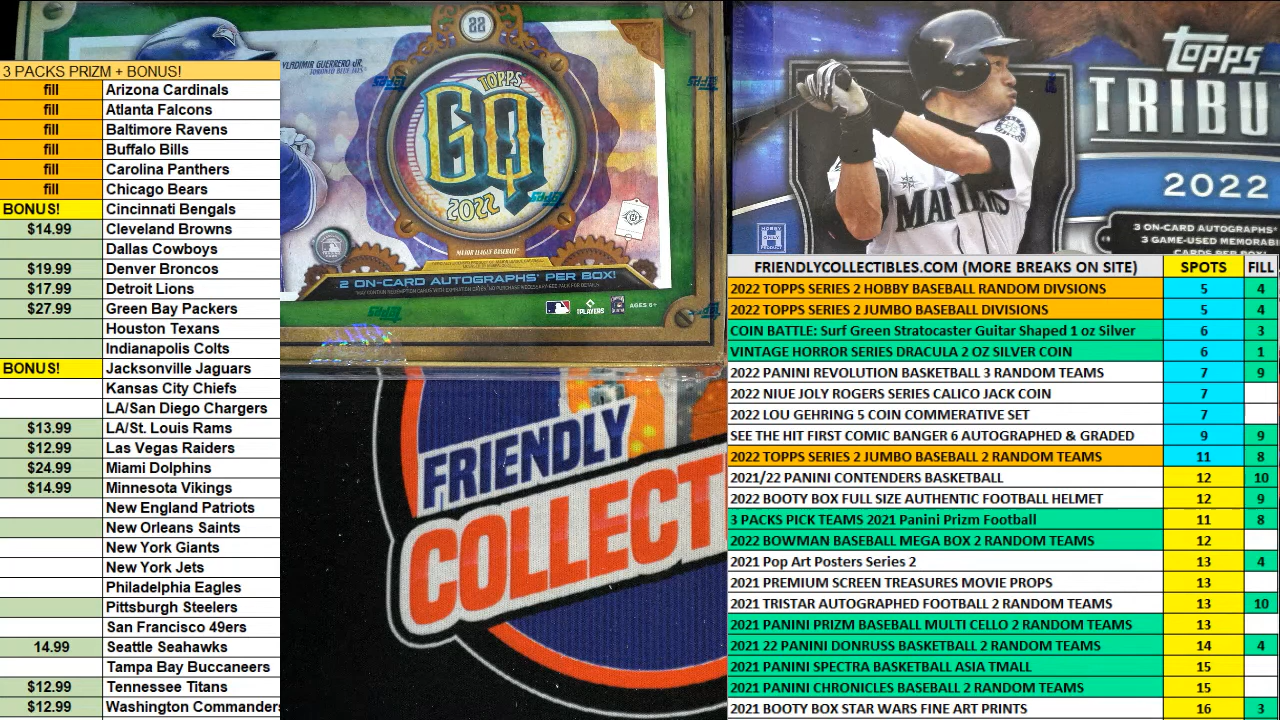 3 PACKS PRIZM + BONUS!
fill Arizona Cardinals
fill Atlanta Falcons
fill Baltimore Ravens
fill Buffalo Bills
fill Carolina Panthers
fill Chicago Bears
BONUS! Cincinnati Bengals
$14.99 Cleveland Browns
Dallas Cowboys
$19.99 Denver Broncos
$17.99 Detroit Lions
$27.99 Green Bay Packers
Houston Texans
Indianapolis Colts
BONUS! Jacksonville Jaguars
Kansas City Chiefs
LA/San Diego Chargers
$13.99 LA/St. Louis Rams
$12.99 Las Vegas Raiders
$24.99 Miami Dolphins
$14.99 Minnesota Vikings
New England Patriots
New Orleans Saints
New York Giants
New York Jets
Philadelphia Eagles
Pittsburgh Steelers
San Francisco 49ers
14.99 Seattle Seahawks
Tampa Bay Buccaneers
$12.99 Tennessee Titans
$12.99 Washington Commanders
VLADIMIR GUERRERO JR.
TORONTO BLUE JAYS
22
TOPPS
GQ
2022
MAJOR LEAGUE BASEBALL
2 ON-CARD AUTOGRAPHS* PER BOX!
AGES 6+
FRIENDLY
COLLECT
topps
TRIBU
2022
MARINERS
HOBBY
3 ON-CARD AUTOGRAPHS*
3 GAME-USED MEMORABI
FRIENDLYCOLLECTIBLES.COM (MORE BREAKS ON SITE) SPOTS FILL
2022 TOPPS SERIES 2 HOBBY BASEBALL RANDOM DIVSIONS 5 4
2022 TOPPS SERIES 2 JUMBO BASEBALL DIVISIONS 5 4
COIN BATTLE: Surf Green Stratocaster Guitar Shaped 1 oz Silver 6 3
VINTAGE HORROR SERIES DRACULA 2 OZ SILVER COIN 6 1
2022 PANINI REVOLUTION BASKETBALL 3 RANDOM TEAMS 7 9
2022 NIUE JOLY ROGERS SERIES CALICO JACK COIN 7
2022 LOU GEHRING 5 COIN COMMERATIVE SET 7
SEE THE HIT FIRST COMIC BANGER 6 AUTOGRAPHED & GRADED 9 9
2022 TOPPS SERIES 2 JUMBO BASEBALL 2 RANDOM TEAMS 11 8
2021/22 PANINI CONTENDERS BASKETBALL 12 10
2022 BOOTY BOX FULL SIZE AUTHENTIC FOOTBALL HELMET 12 9
3 PACKS PICK TEAMS 2021 Panini Prizm Football 11 8
2022 BOWMAN BASEBALL MEGA BOX 2 RANDOM TEAMS 12
2021 Pop Art Posters Series 2 13 4
2021 PREMIUM SCREEN TREASURES MOVIE PROPS 13
2021 TRISTAR AUTOGRAPHED FOOTBALL 2 RANDOM TEAMS 13 10
2021 PANINI PRIZM BASEBALL MULTI CELLO 2 RANDOM TEAMS 13
2021 22 PANINI DONRUSS BASKETBALL 2 RANDOM TEAMS 14 4
2021 PANINI SPECTRA BASKETBALL ASIA TMALL 15
2021 PANINI CHRONICLES BASEBALL 2 RANDOM TEAMS 15
2021 BOOTY BOX STAR WARS FINE ART PRINTS 16 3